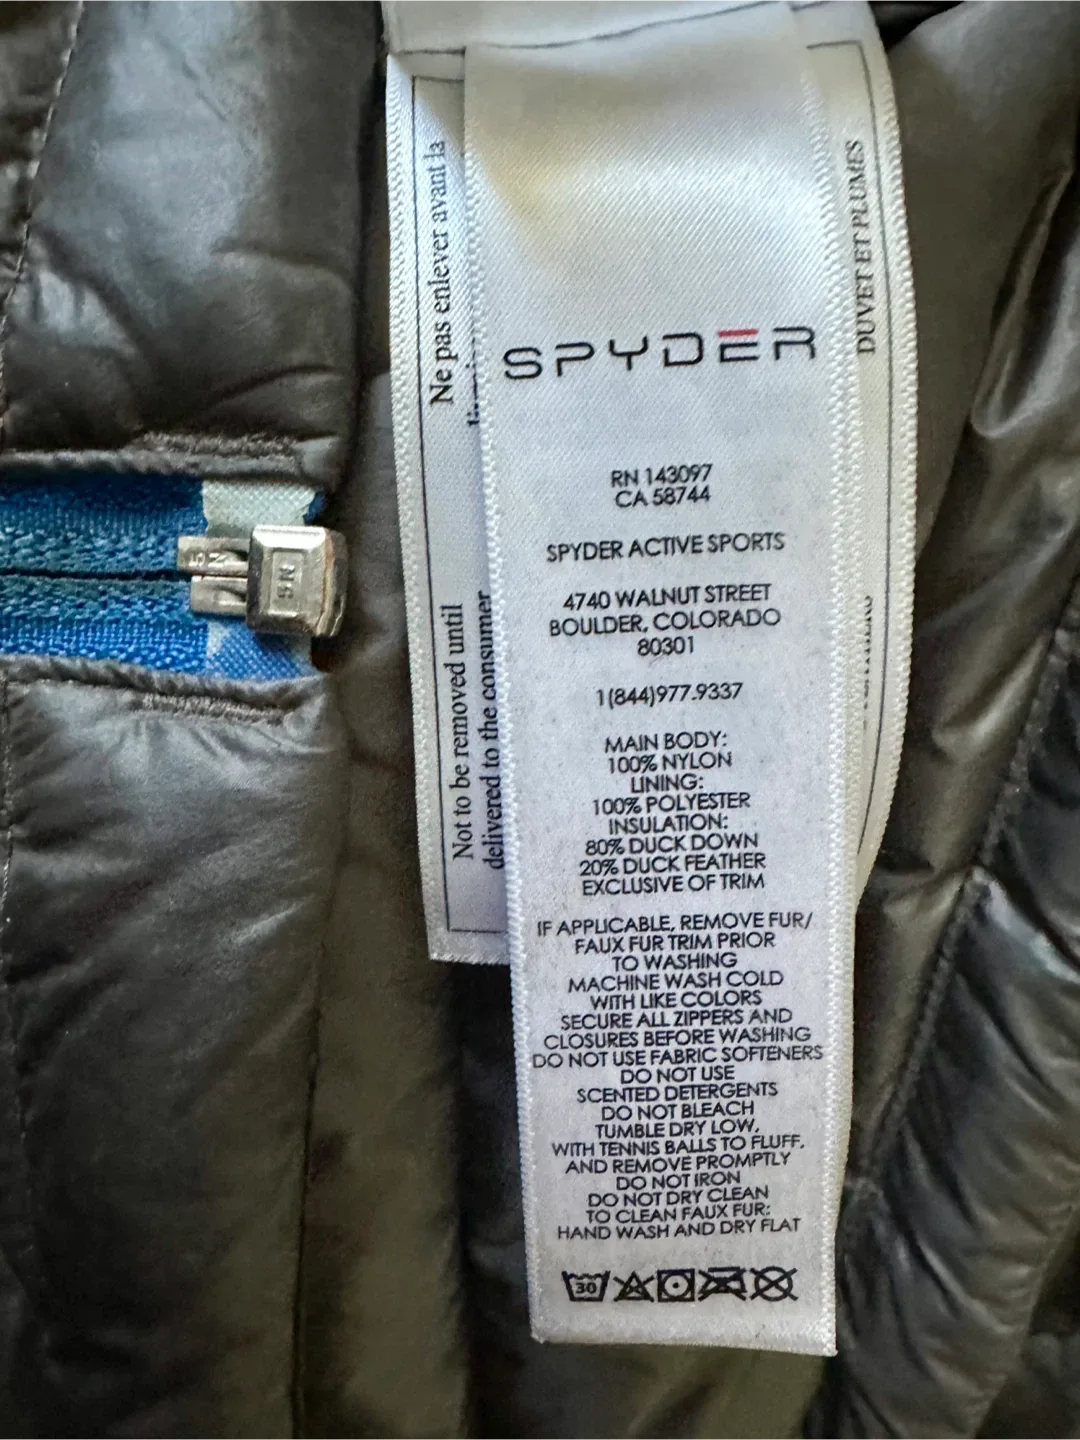 SPYDER
RN 143097
CA 58744
SPYDER ACTIVE SPORTS
4740 WALNUT STREET
BOULDER, COLORADO
80301
1(844)977.9337
MAIN BODY:
100% NYLON
LINING:
100% POLYESTER
INSULATION:
80% DUCK DOWN
20% DUCK FEATHER
EXCLUSIVE OF TRIM
IF APPLICABLE, REMOVE FUR/
FAUX FUR TRIM PRIOR
TO WASHING
MACHINE WASH COLD
WITH LIKE COLORS
SECURE ALL ZIPPERS AND
CLOSURES BEFORE WASHING
DO NOT USE FABRIC SOFTENERS
DO NOT USE
SCENTED DETERGENTS
DO NOT BLEACH
TUMBLE DRY LOW,
WITH TENNIS BALLS TO FLUFF.
AND REMOVE PROMPTLY
DO NOT IRON
DO NOT DRY CLEAN
TO CLEAN FAUX FUR:
HAND WASH AND DRY FLAT
30
Ne pas enlever avant la
Not to be removed until
delivered to the consumer
DUVET ET PLUMES
5N
5N